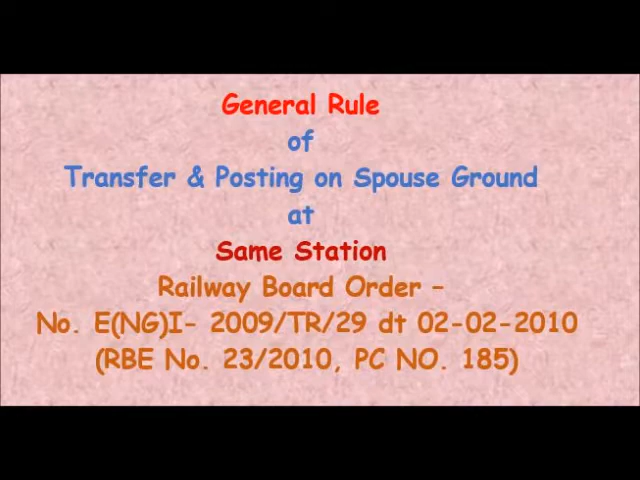 General Rule
of
Transfer & Posting on Spouse Ground
at
Same Station
Railway Board Order –
No. E(NG)I- 2009/TR/29 dt 02-02-2010
(RBE No. 23/2010, PC NO. 185)